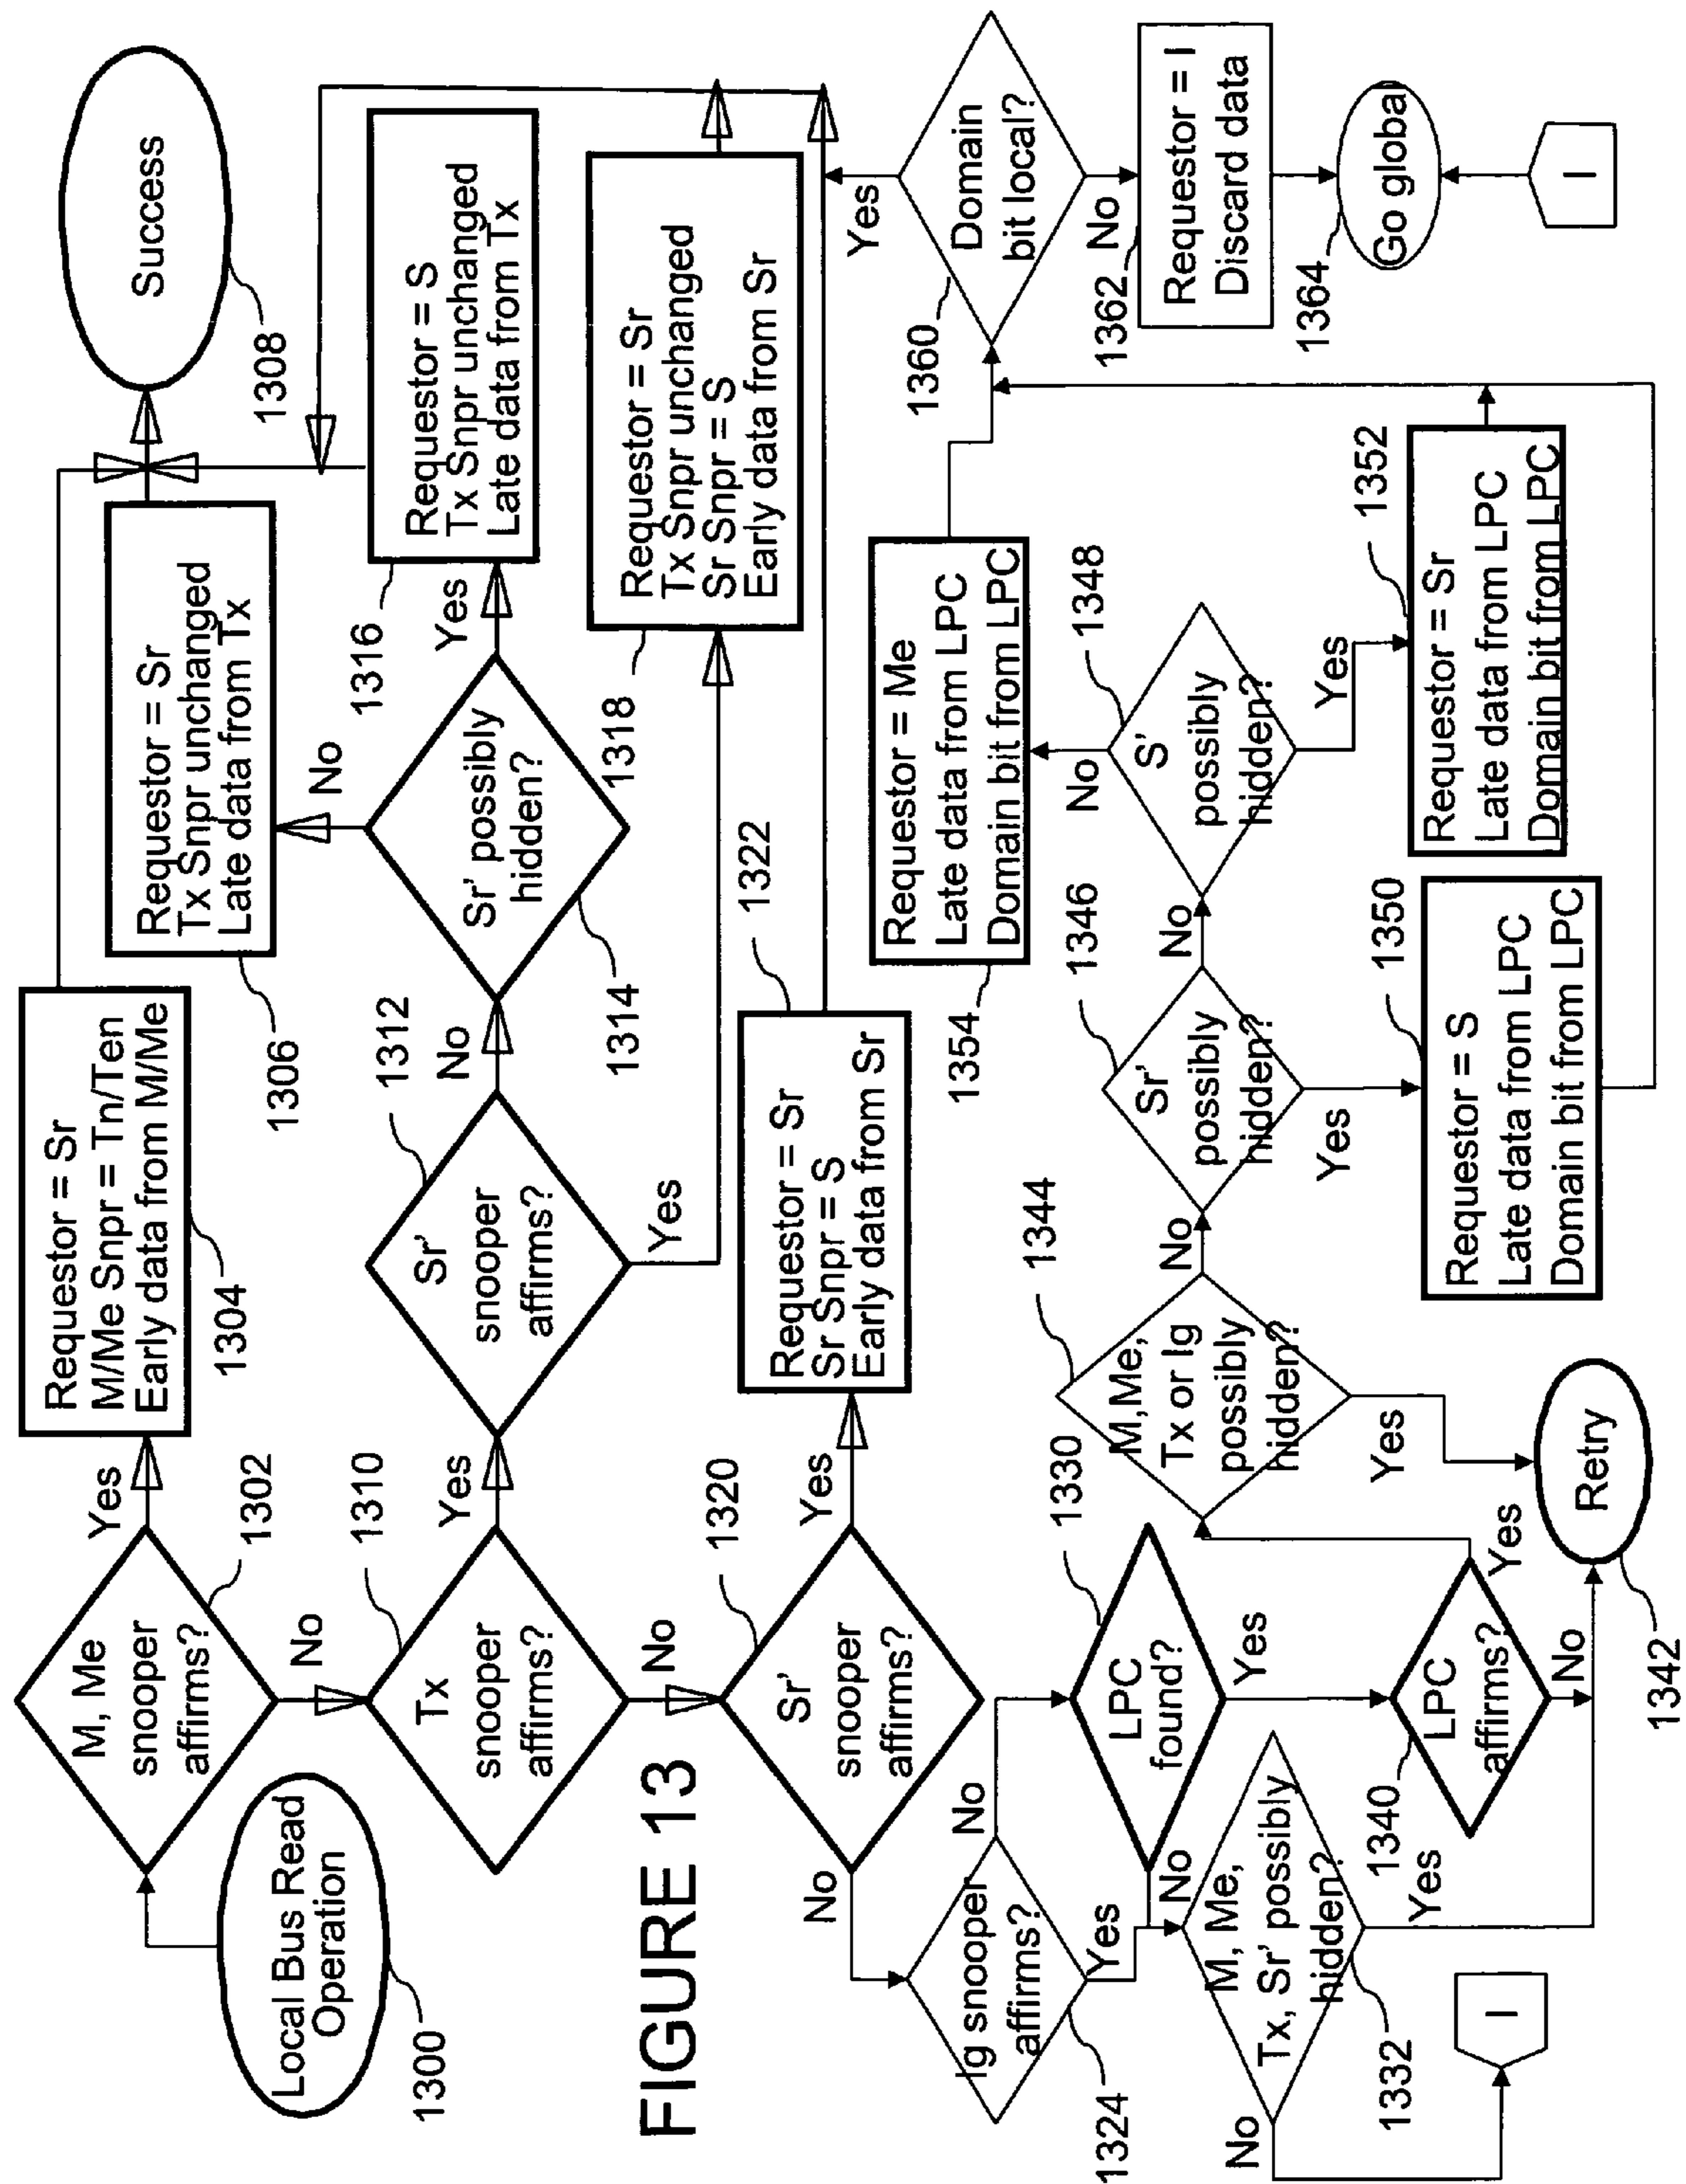 Local Bus Read
Operation
1300
M, Me
snooper
affirms?
1302
Yes
No
Requestor = Sr
M/Me Snpr = Tn/Ten
Early data from M/Me
1304
Success
1308
Tx
snooper
affirms?
1310
Yes
No
Sr'
snooper
affirms?
1312
No
Yes
Sr' possibly
hidden?
1314
No
Yes
Requestor = Sr
Tx Snpr unchanged
Late data from Tx
1306
Requestor = S
Tx Snpr unchanged
Late data from Tx
1316
Requestor = Sr
Tx Snpr unchanged
Sr Snpr = S
Early data from Sr
1318
FIGURE 13
Sr'
snooper
affirms?
1320
Yes
No
Requestor = Sr
Sr Snpr = S
Early data from Sr
1322
Ig snooper
affirms?
1324
No
Yes
LPC
found?
1330
No
Yes
M, Me,
Tx, Sr' possibly
hidden?
1332
No
Yes
I
LPC
affirms?
1340
Yes
No
Retry
1342
M,Me,
Tx or Ig
possibly
hidden?
1344
No
Yes
Sr'
possibly
hidden?
1346
No
Yes
S'
possibly
hidden?
1348
No
Yes
Requestor = S
Late data from LPC
Domain bit from LPC
1350
Requestor = Sr
Late data from LPC
Domain bit from LPC
1352
Requestor = Me
Late data from LPC
Domain bit from LPC
1354
Domain
bit local?
1360
Yes
No
Requestor = I
Discard data
1362
Go global
1364
I